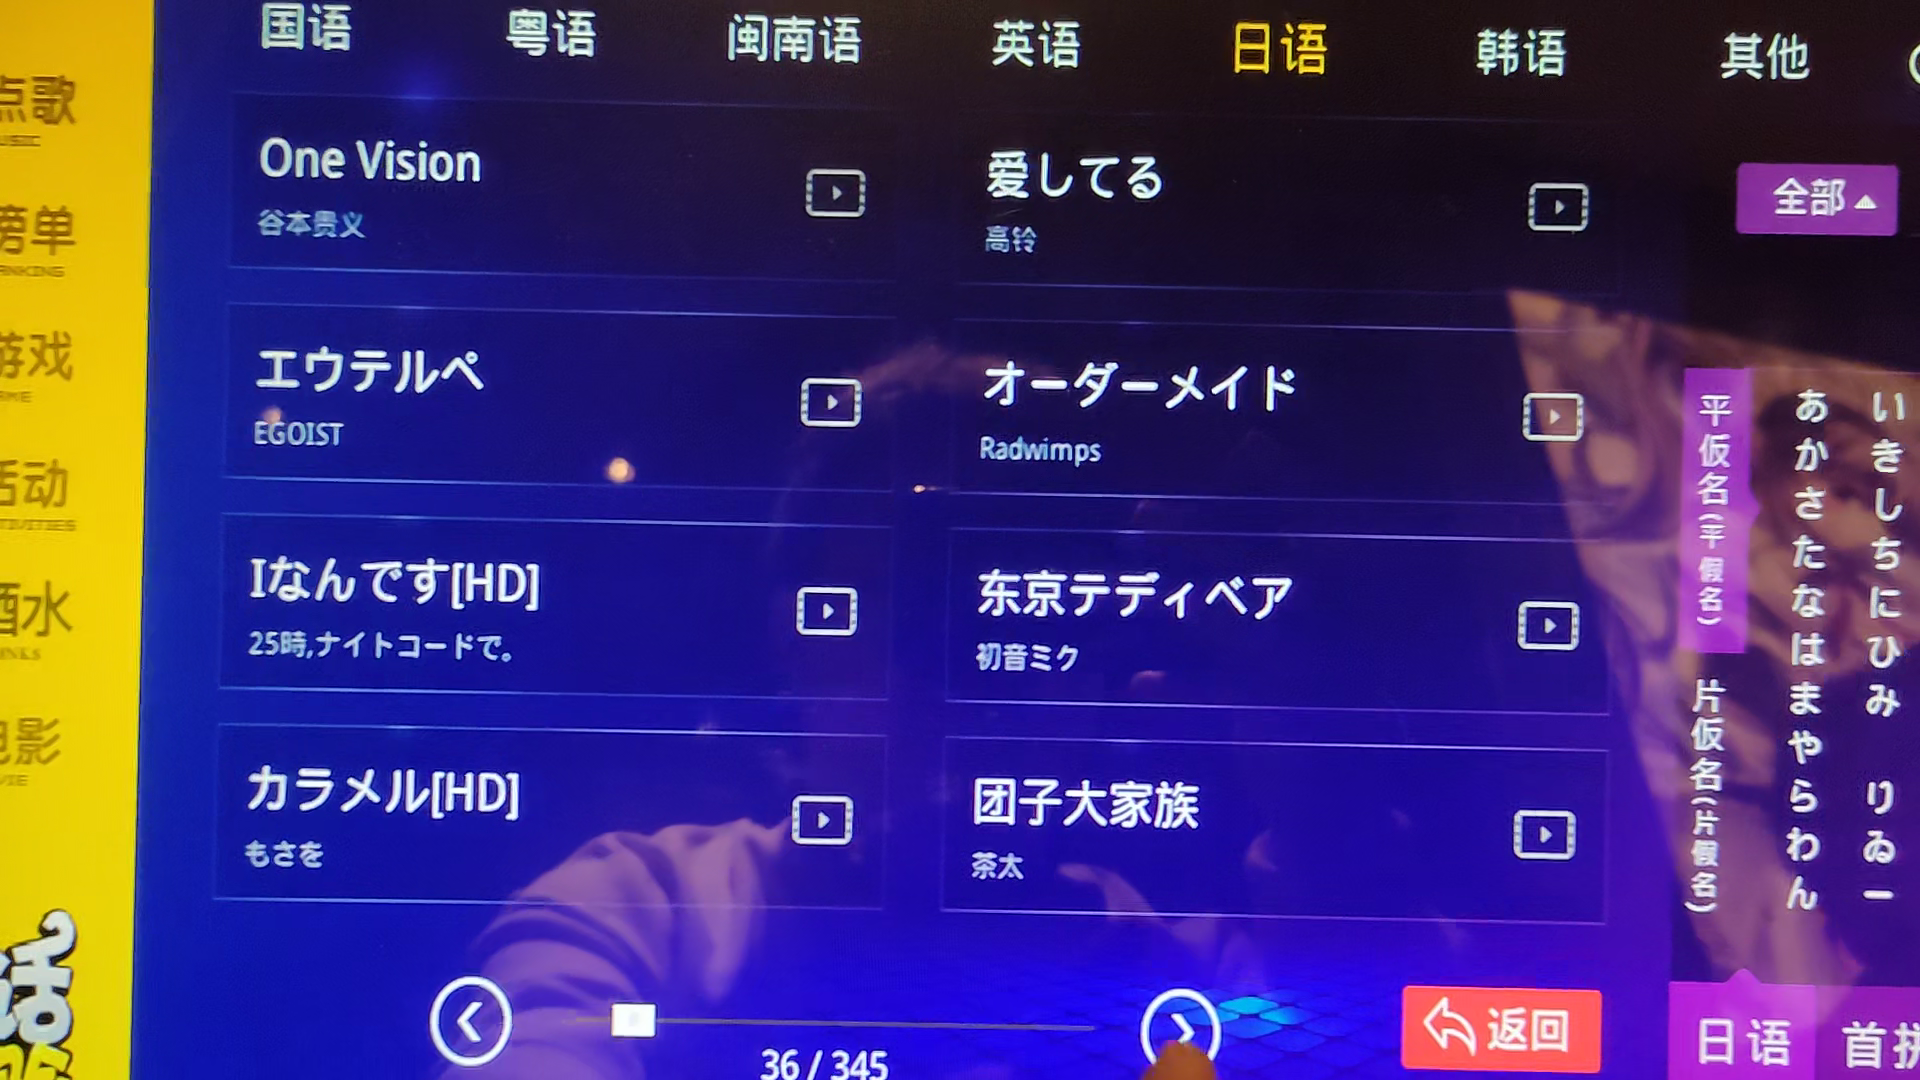 国语 粤语 闽南语 英语 日语 韩语 其他
点歌
榜单
游戏
活动
酒水
电影
One Vision
谷本贵义
爱してる
高铃
エウテルペ
EGOIST
オーダーメイド
Radwimps
Iなんです[HD]
25時,ナイトコードで。
东京テディベア
初音ミク
カラメル[HD]
もさを
团子大家族
茶太
36 / 345
返回
全部
平仮名(平假名)
片仮名(片假名)
あかさたなはまやらわん
いきしちにひみ りゐー
日语
首拼
话